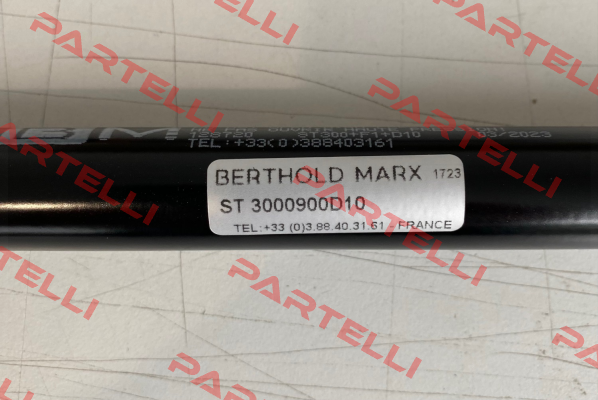 PARTELLI
PARTELLI
PARTELLI
BM
TEL:+33(0)388403161
BERTHOLD MARX 1723
ST 3000900D10
TEL:+33 (0)3.88.40.31.61 / FRANCE
PARTELLI
PARTELLI
PARTELLI
PARTELLI